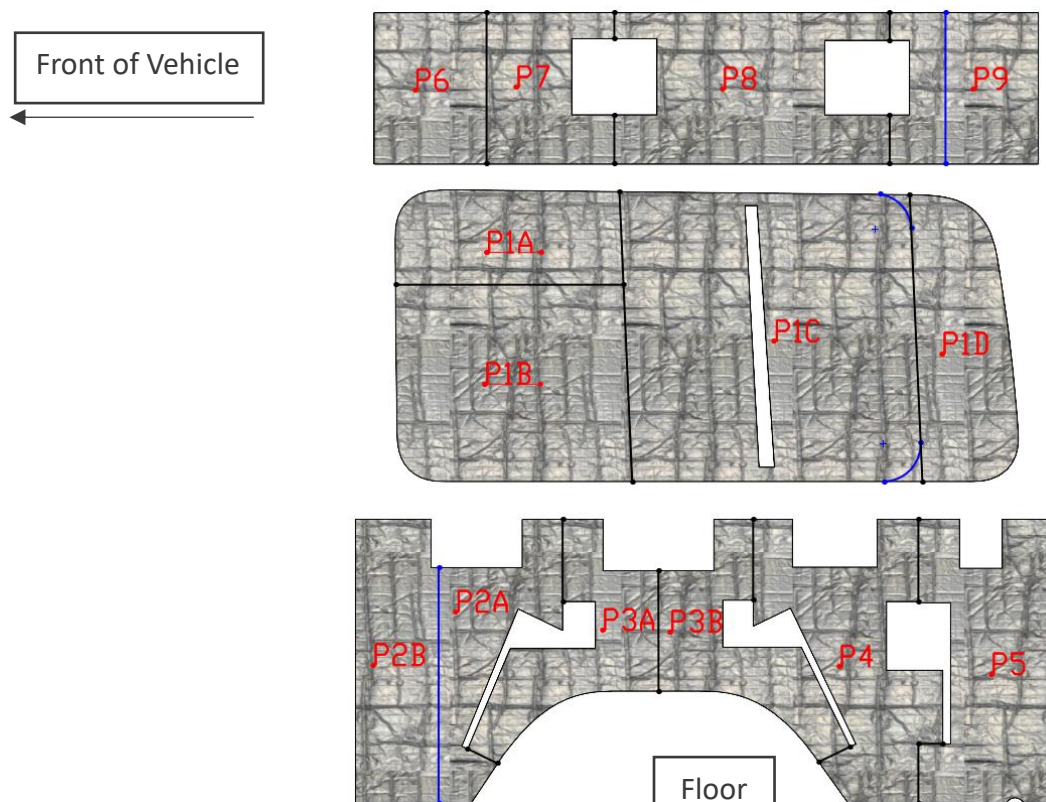 Front of Vehicle
P6
P7
P8
P9
P1A
P1B
P1C
P1D
P2A
P2B
P3A
P3B
P4
P5
Floor